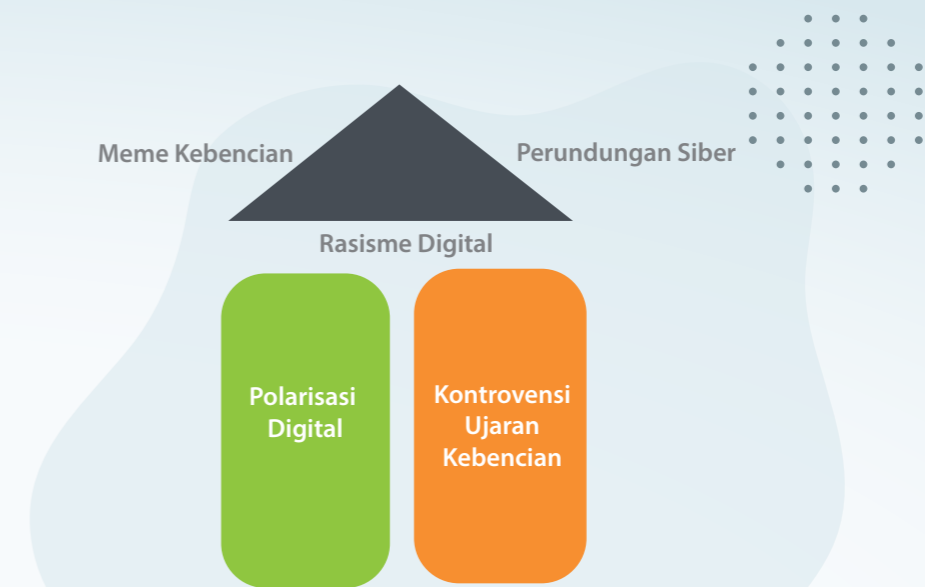 Meme Kebencian
Perundungan Siber
Rasisme Digital
Polarisasi
Digital
Kontrovensi
Ujaran
Kebencian